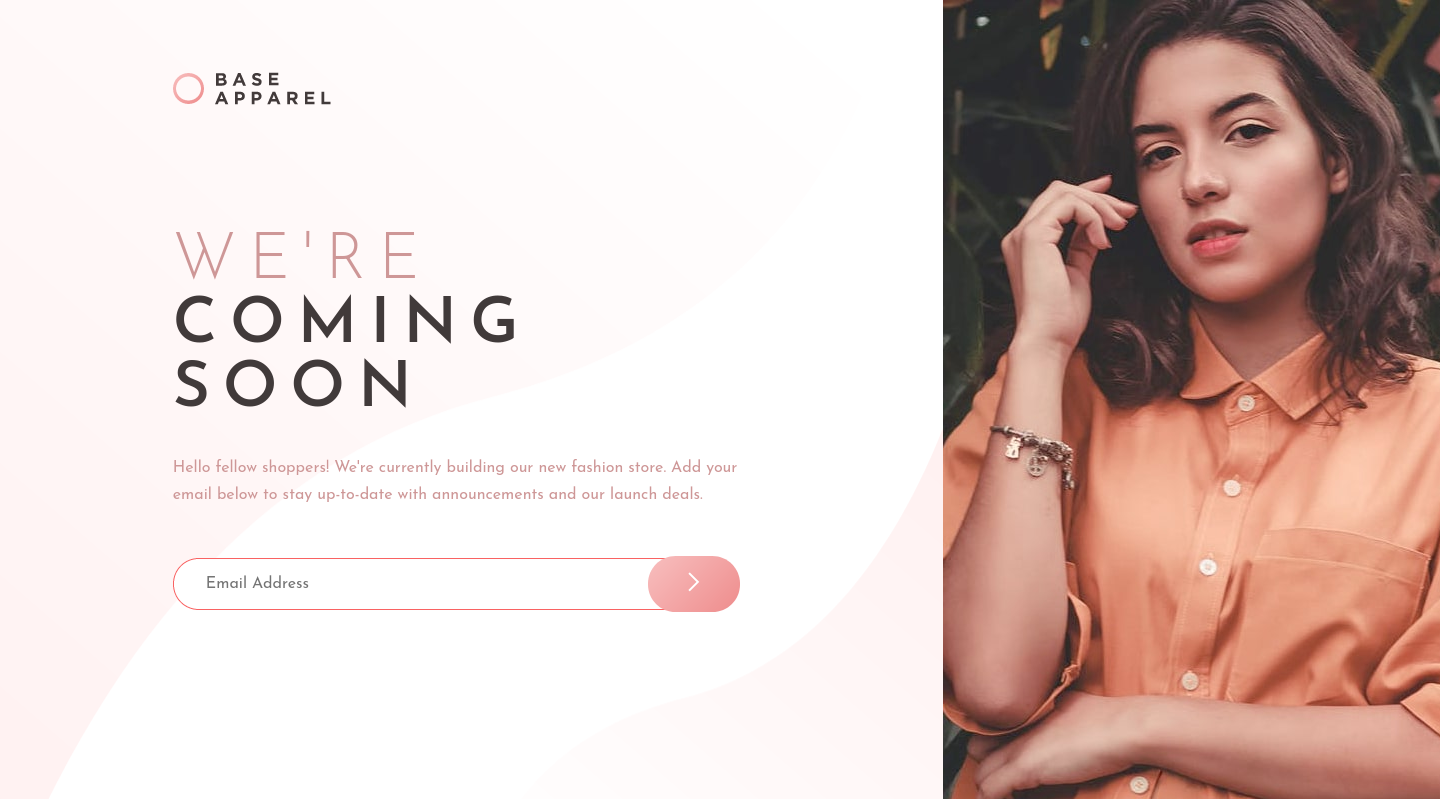 BASE
APPAREL
WE'RE
COMING
SOON
Hello fellow shoppers! We're currently building our new fashion store. Add your
email below to stay up-to-date with announcements and our launch deals.
Email Address